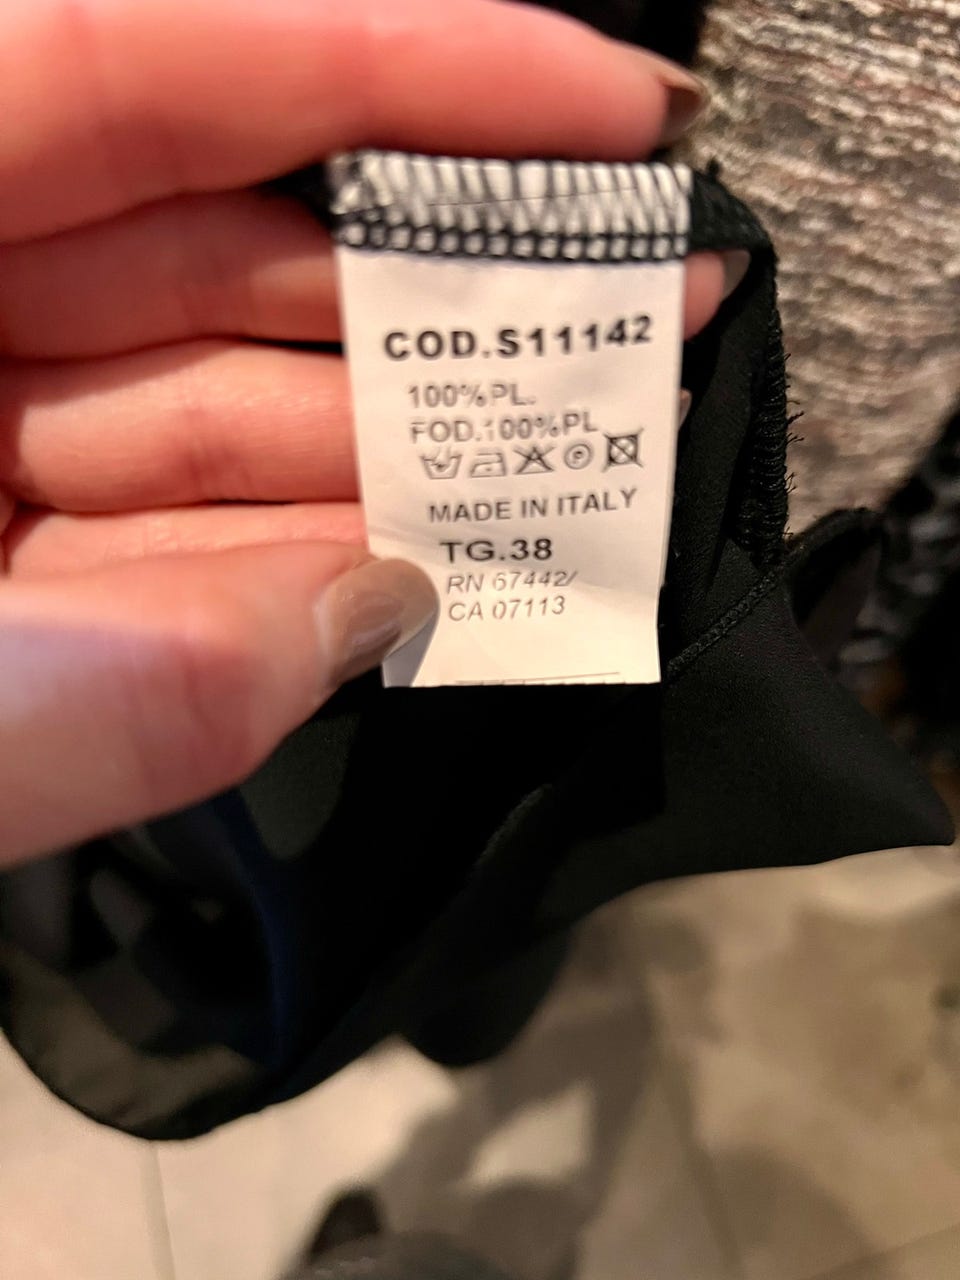 COD.S11142
100%PL.
FOD.100%PL
P
MADE IN ITALY
TG.38
RN 67442/
CA 07113